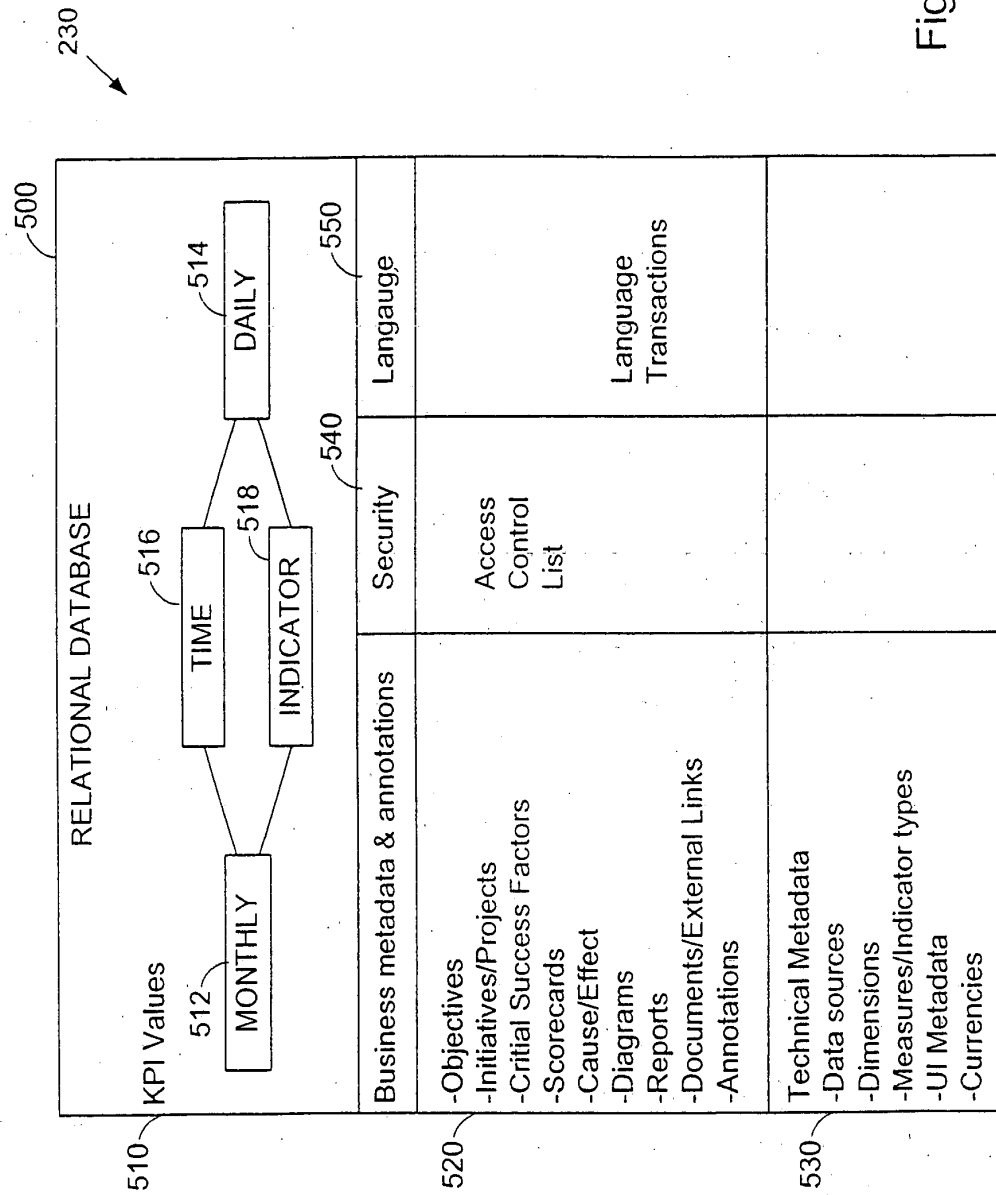 230
500
RELATIONAL DATABASE
510
KPI Values
512
MONTHLY
516
TIME
518
INDICATOR
514
DAILY
Business metadata & annotations
540
Security
550
Langauge
520
-Objectives
-Initiatives/Projects
-Critial Success Factors
-Scorecards
-Cause/Effect
-Diagrams
-Reports
-Documents/External Links
-Annotations
Access
Control
List
Language
Transactions
530
Technical Metadata
-Data sources
-Dimensions
-Measures/Indicator types
-UI Metadata
-Currencies
Fig